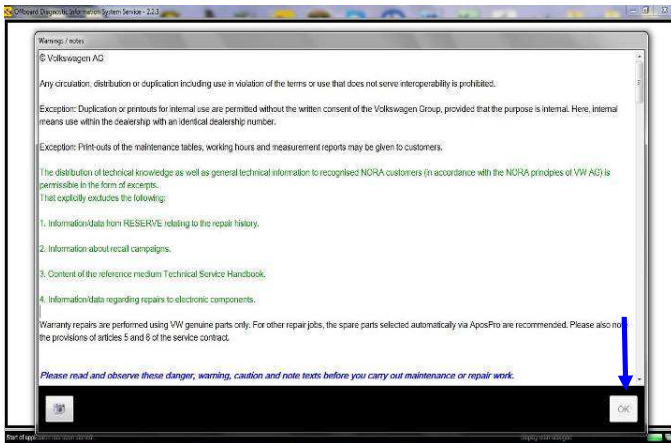 Offboard Diagnostic Information System Service - 2.2.3
Warnings / notes
© Volkswagen AG
Any circulation, distribution or duplication including use in violation of the terms or use that does not serve interoperability is prohibited.
Exception: Duplication or printouts for internal use are permitted without the written consent of the Volkswagen Group, provided that the purpose is internal. Here, internal
means use within the dealership with an identical dealership number.
Exception: Print-outs of the maintenance tables, working hours and measurement reports may be given to customers.
The distribution of technical knowledge as well as general technical information to recognised NORA customers (in accordance with the NORA principles of VW AG) is
permissible in the form of excerpts.
That explicitly excludes the following:
1. Information/data from RESERVE relating to the repair history.
2. Information about recall campaigns.
3. Content of the reference medium Technical Service Handbook.
4. Information/data regarding repairs to electronic components.
Warranty repairs are performed using VW genuine parts only. For other repair jobs, the spare parts selected automatically via AposPro are recommended. Please also note
the provisions of articles 5 and 6 of the service contract.
Please read and observe these danger, warning, caution and note texts before you carry out maintenance or repair work.
OK
Start of